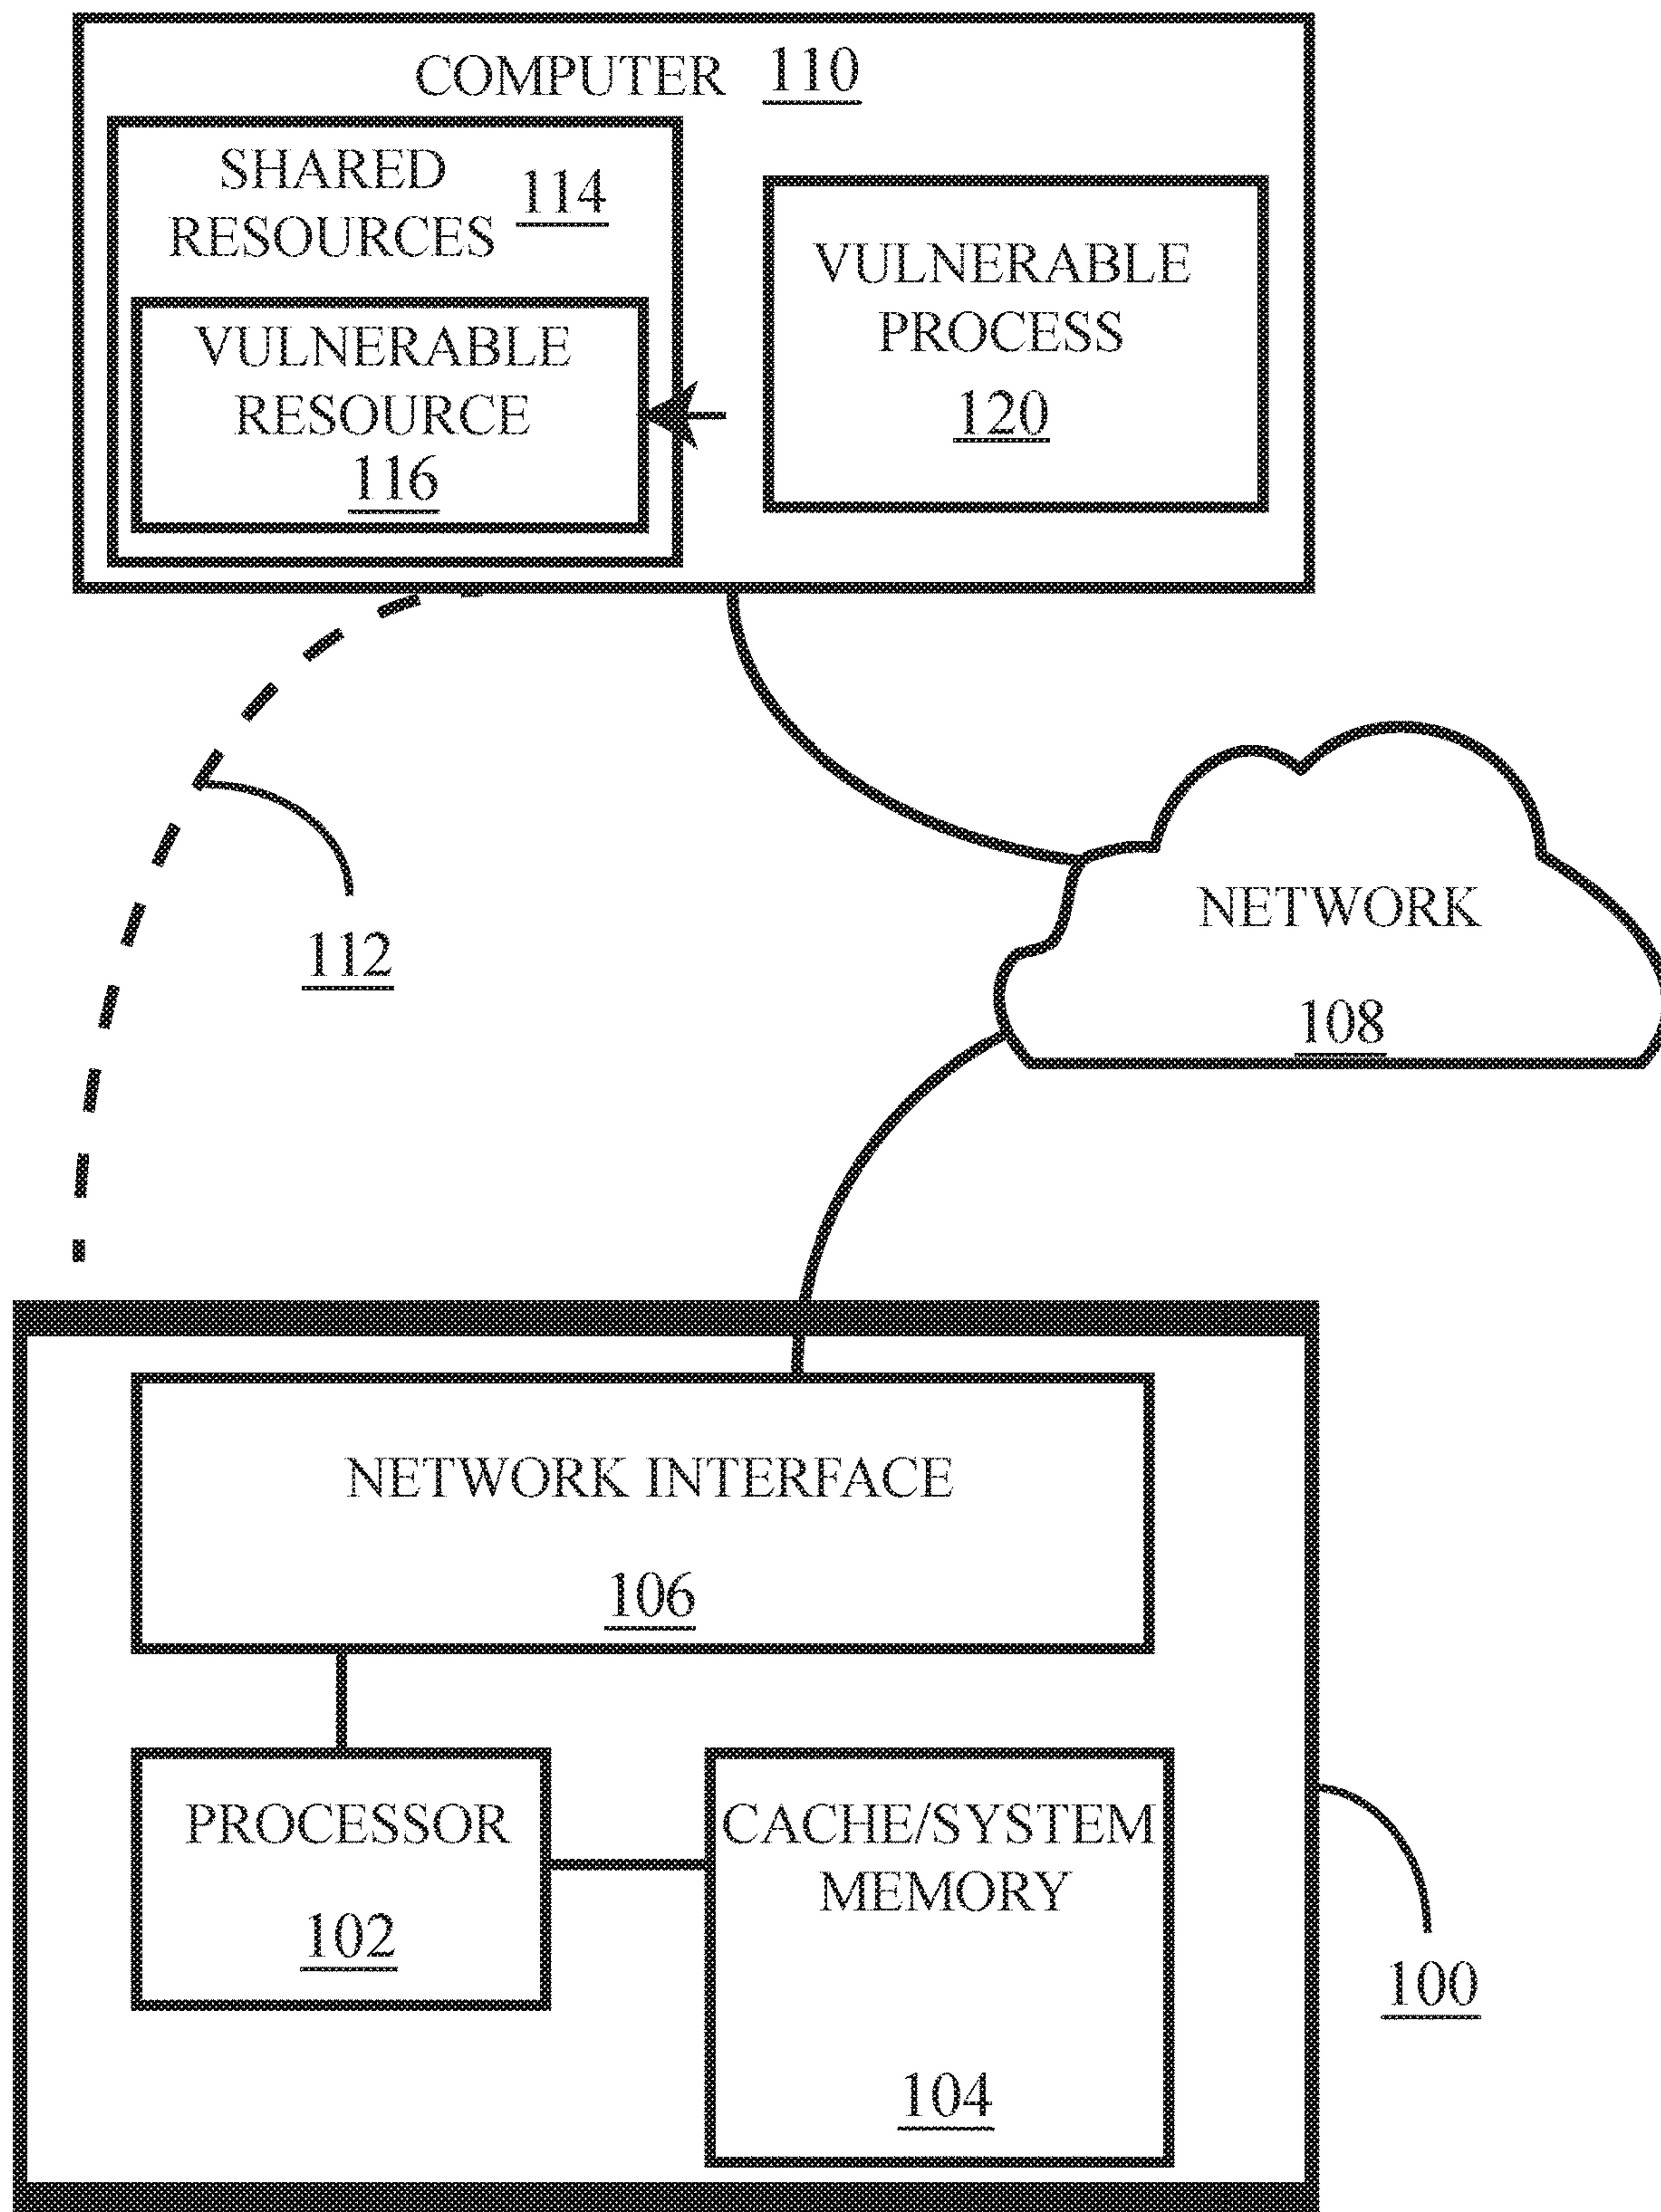 COMPUTER 110
SHARED
RESOURCES 114
VULNERABLE
RESOURCE
116
VULNERABLE
PROCESS
120
112
NETWORK
108
NETWORK INTERFACE
106
PROCESSOR
102
CACHE/SYSTEM
MEMORY
104
100